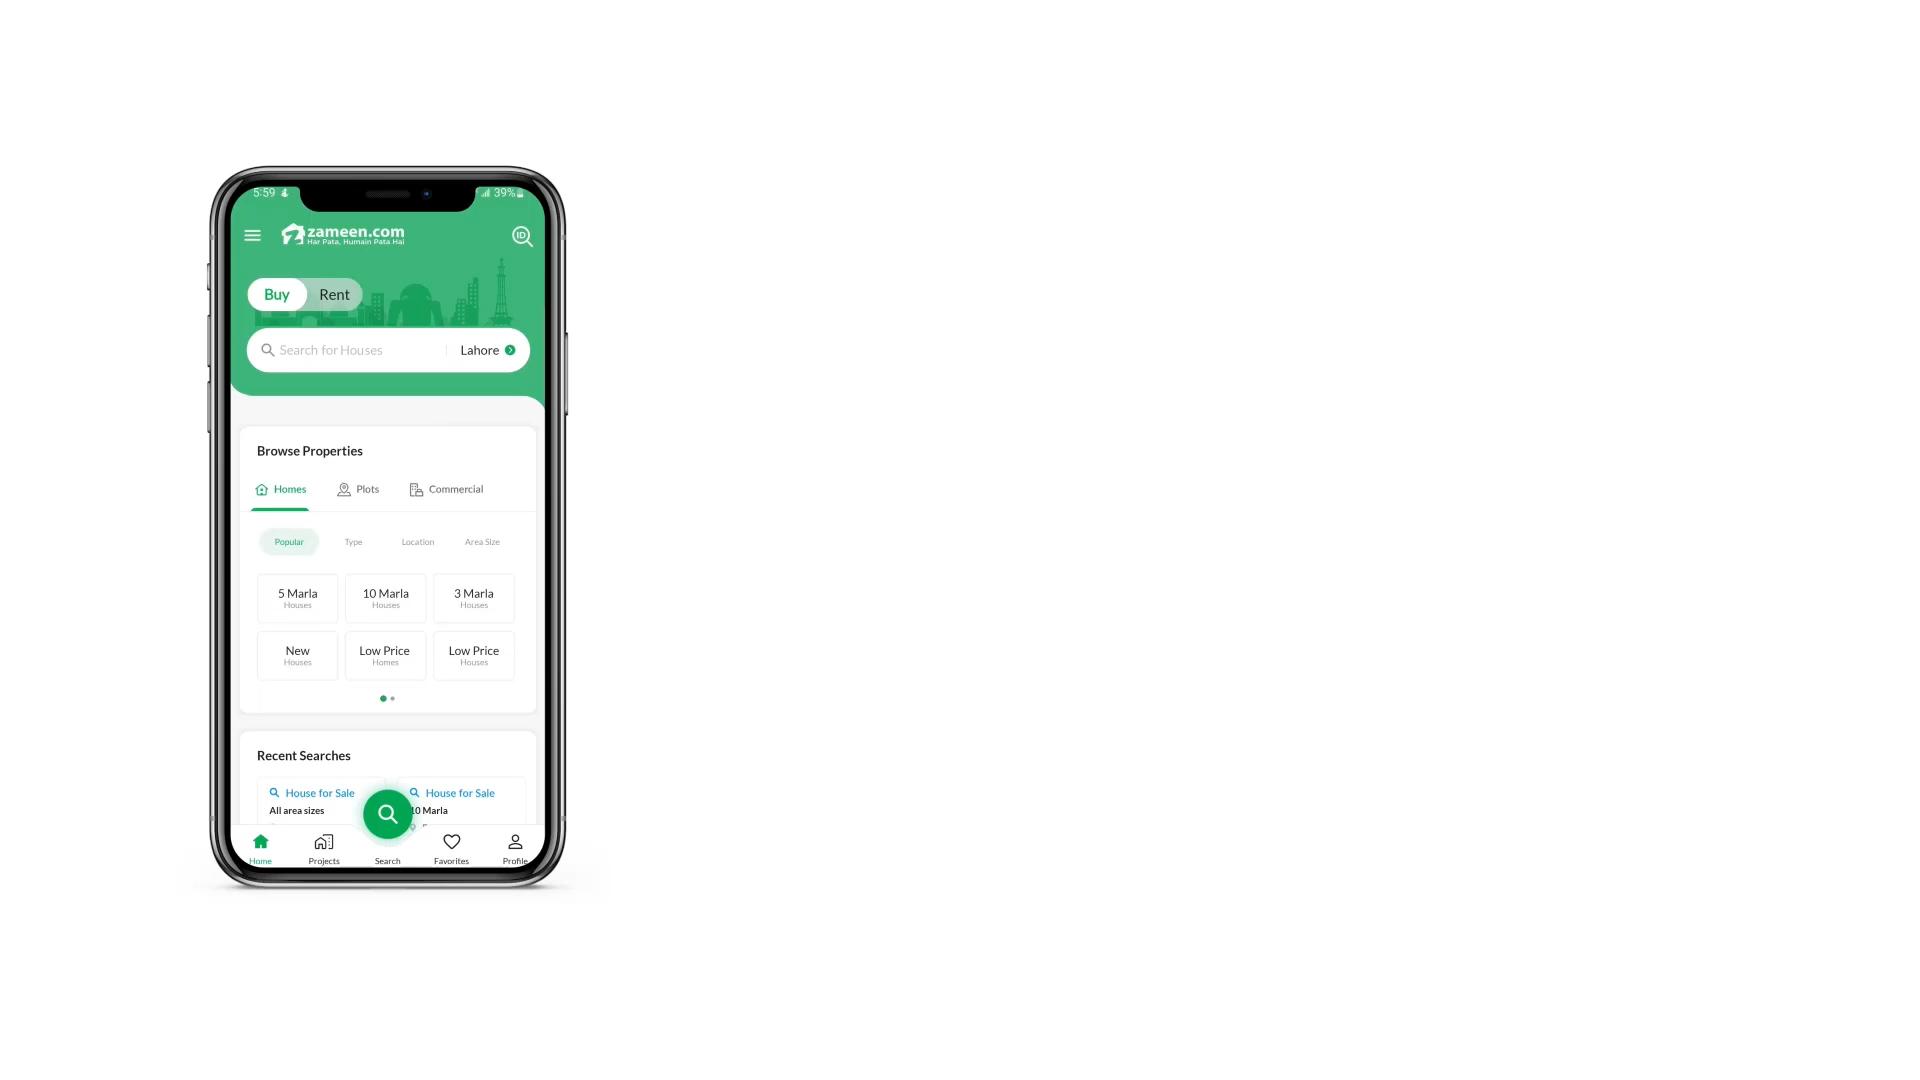 5:59
39%
zameen.com
Har Pata, Humain Pata Hai
ID
Buy Rent
Search for Houses Lahore
Browse Properties
Homes Plots Commercial
Popular Type Location Area Size
5 Marla 10 Marla 3 Marla
Houses Houses Houses
New Low Price Low Price
Houses Homes Houses
Recent Searches
House for Sale House for Sale
All area sizes 10 Marla
Home Projects Search Favorites Profile